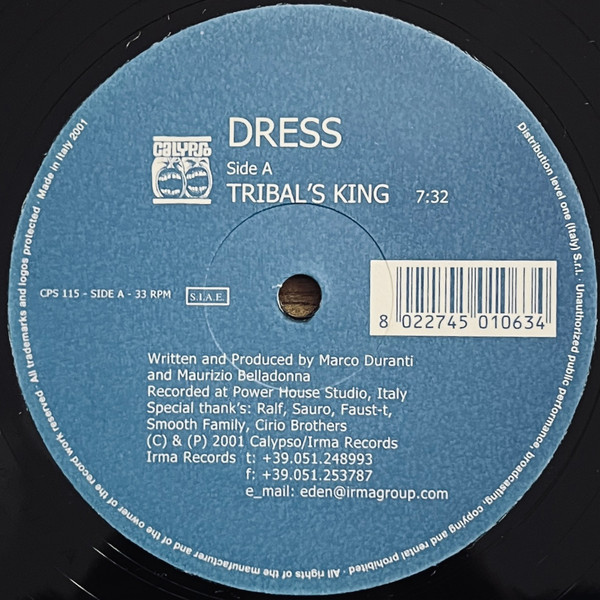 DRESS
CALYPSO
Side A
TRIBAL'S KING 7:32
CPS 115 - SIDE A - 33 RPM S.I.A.E.
8 022745 010634
Written and Produced by Marco Duranti
and Maurizio Belladonna
Recorded at Power House Studio, Italy
Special thank's: Ralf, Sauro, Faust-t,
Smooth Family, Cirio Brothers
(C) & (P) 2001 Calypso/Irma Records
Irma Records t: +39.051.248993
f: +39.051.253787
e_mail: eden@irmagroup.com
Distribution level one (Italy) S.r.l. Unauthorized public performance, broadcasting, copying and rental prohibited · All rights of the manufacturer and of the owner of the record work reserved · All trademarks and logos protected · Made in Italy 2001